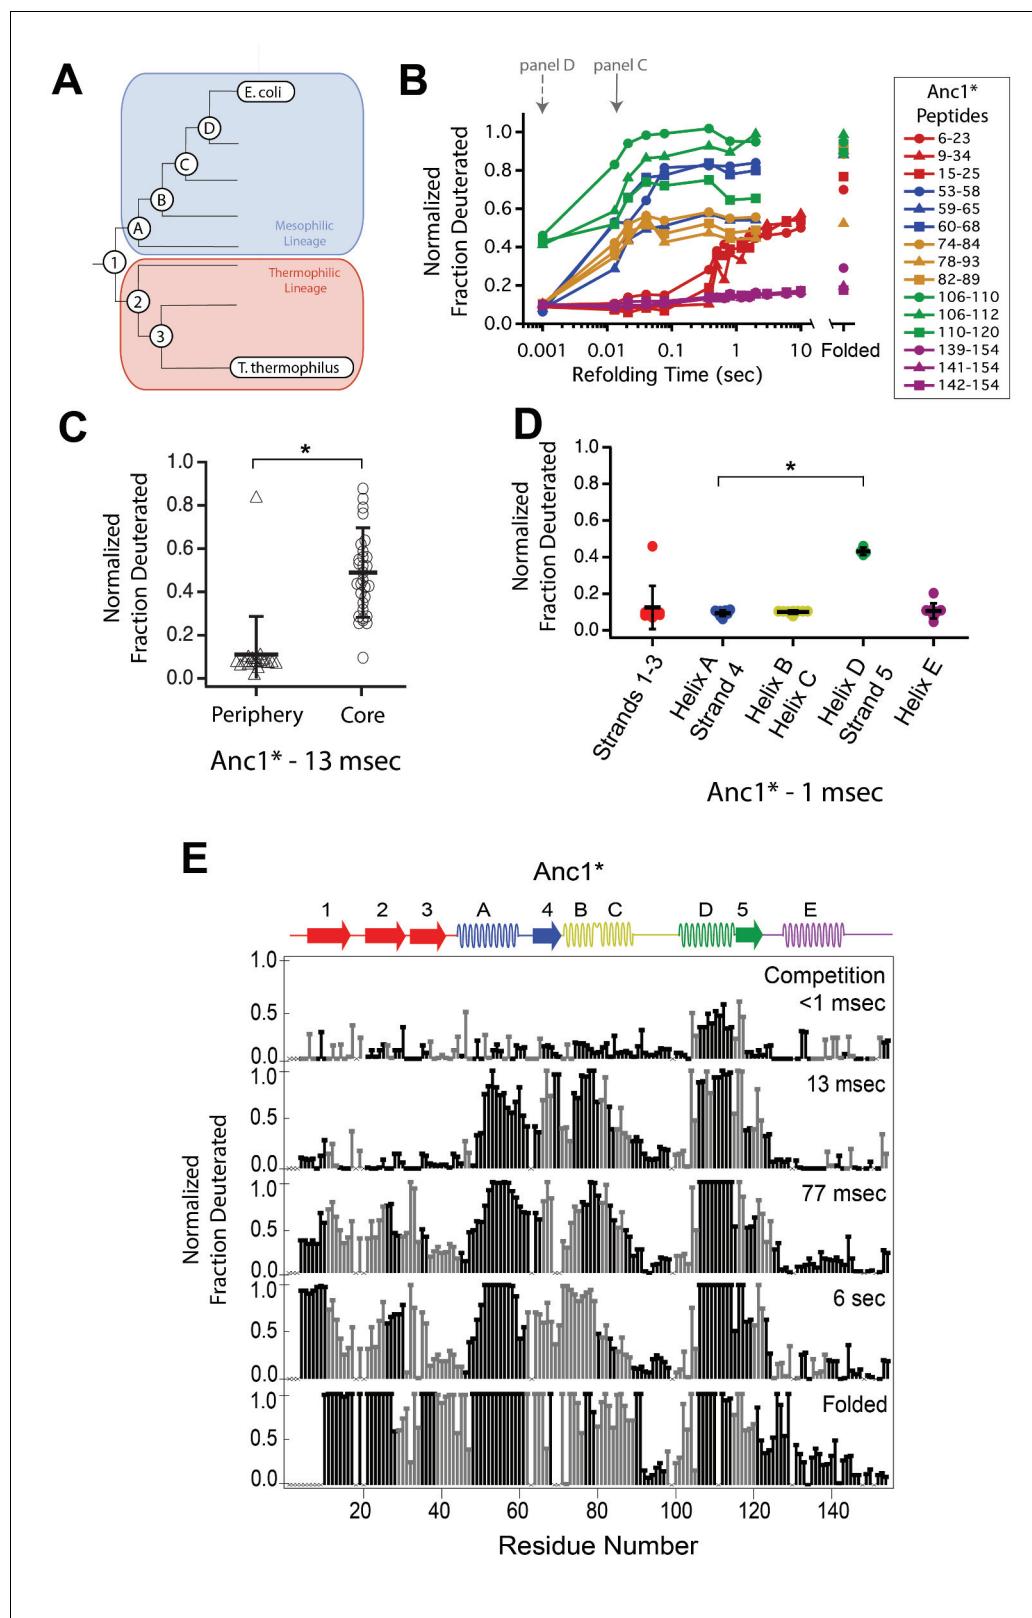 A
E. coli
D
C
B
A
Mesophilic
Lineage
1
Thermophilic
Lineage
2
3
T. thermophilus
B
panel D
panel C
Normalized
Fraction Deuterated
1.0
0.8
0.6
0.4
0.2
0.0
0.001
0.01
0.1
1
10
Folded
Refolding Time (sec)
Anc1*
Peptides
6-23
9-34
15-25
53-58
59-65
60-68
74-84
78-93
82-89
106-110
106-112
110-120
139-154
141-154
142-154
C
Normalized
Fraction Deuterated
1.0
0.8
0.6
0.4
0.2
0.0
*
Periphery
Core
Anc1* - 13 msec
D
Normalized
Fraction Deuterated
1.0
0.8
0.6
0.4
0.2
0.0
*
Strands 1-3
Helix A
Strand 4
Helix B
Helix C
Helix D
Strand 5
Helix E
Anc1* - 1 msec
E
Anc1*
1 2 3 A 4 B C D 5 E
Normalized
Fraction Deuterated
1.0
0.5
0.0
Competition
<1 msec
1.0
0.5
0.0
13 msec
1.0
0.5
0.0
77 msec
1.0
0.5
0.0
6 sec
1.0
0.5
0.0
Folded
20 40 60 80 100 120 140
Residue Number